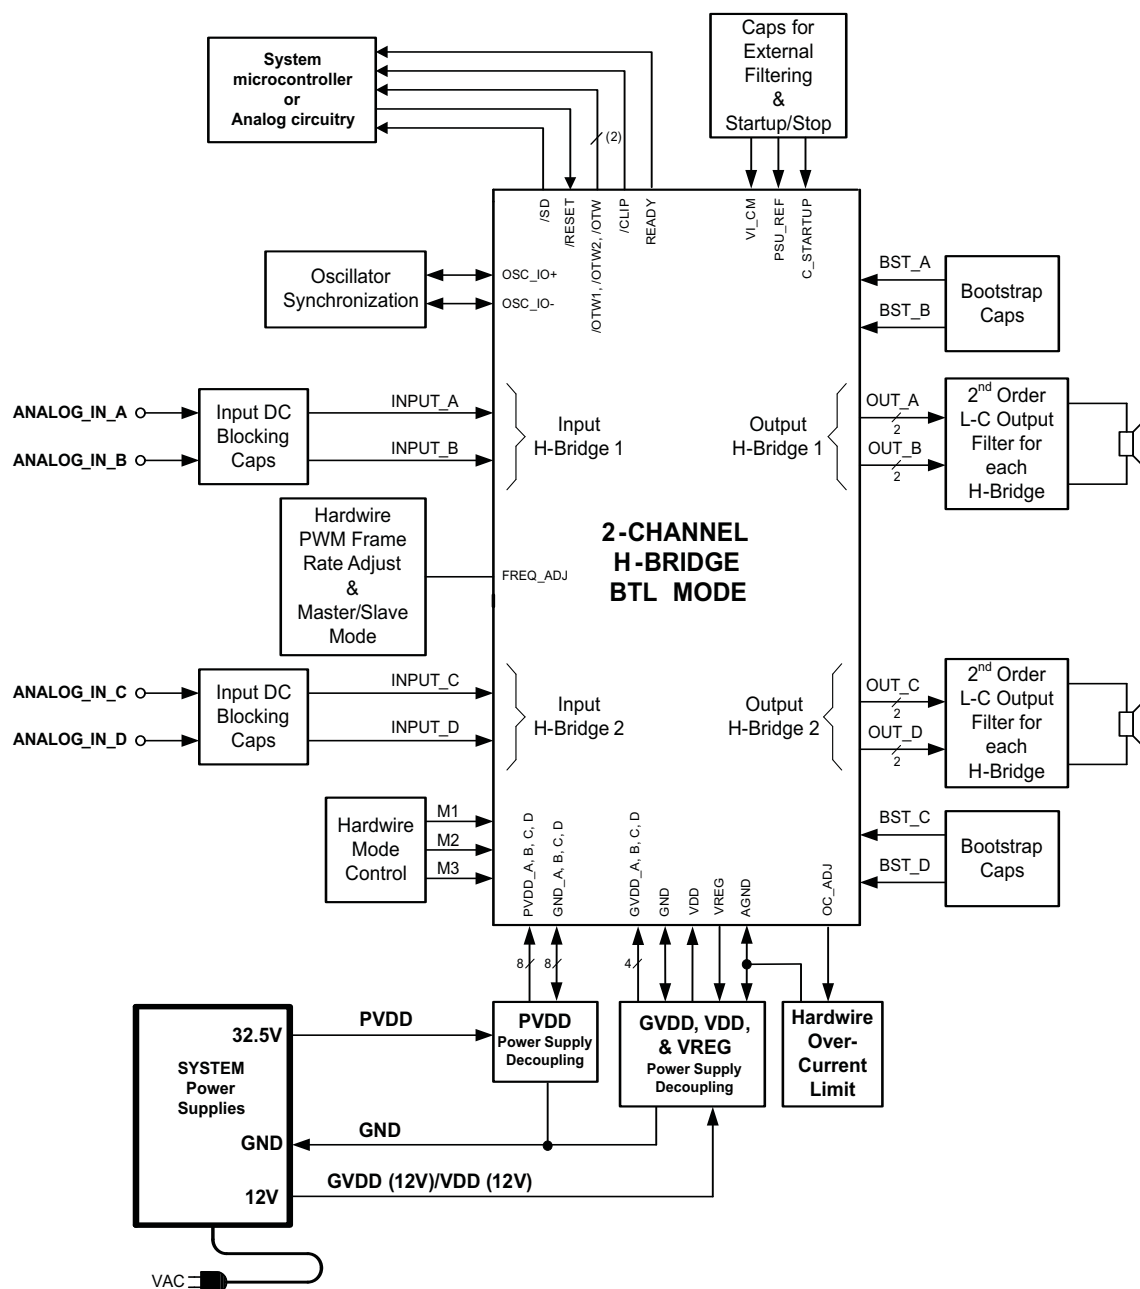 System
microcontroller
or
Analog circuitry
Caps for
External
Filtering
&
Startup/Stop
(2)
/SD
/RESET
/OTW1, /OTW2, /OTW
/CLIP
READY
VI_CM
PSU_REF
C_STARTUP
Oscillator
Synchronization
OSC_IO+
OSC_IO-
BST_A
BST_B
Bootstrap
Caps
ANALOG_IN_A
ANALOG_IN_B
Input DC
Blocking
Caps
INPUT_A
INPUT_B
Input
H-Bridge 1
Output
H-Bridge 1
OUT_A
2
OUT_B
2
2nd Order
L-C Output
Filter for
each
H-Bridge
Hardwire
PWM Frame
Rate Adjust
&
Master/Slave
Mode
FREQ_ADJ
2-CHANNEL
H-BRIDGE
BTL MODE
ANALOG_IN_C
ANALOG_IN_D
Input DC
Blocking
Caps
INPUT_C
INPUT_D
Input
H-Bridge 2
Output
H-Bridge 2
OUT_C
2
OUT_D
2
2nd Order
L-C Output
Filter for
each
H-Bridge
Hardwire
Mode
Control
M1
M2
M3
PVDD_A, B, C, D
GND_A, B, C, D
GVDD_A, B, C, D
GND
VDD
VREG
AGND
OC_ADJ
BST_C
BST_D
Bootstrap
Caps
8
8
4
PVDD
Power Supply
Decoupling
GVDD, VDD,
& VREG
Power Supply
Decoupling
Hardwire
Over-
Current
Limit
32.5V
PVDD
SYSTEM
Power
Supplies
GND
GND
12V
GVDD (12V)/VDD (12V)
VAC